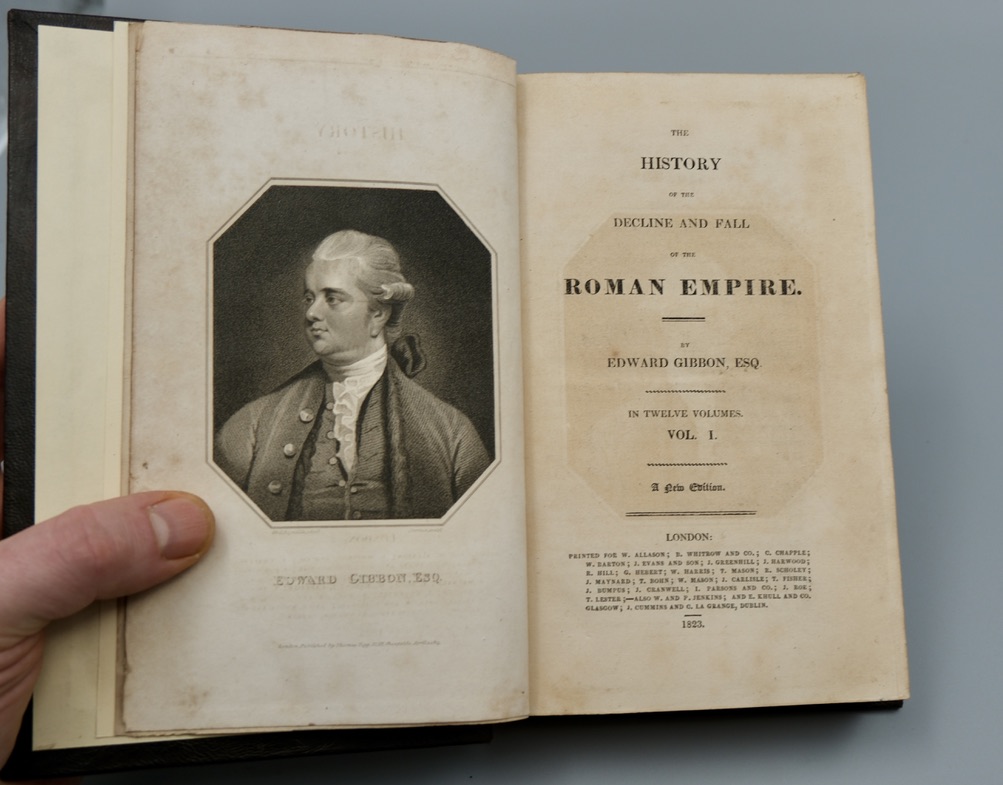 EDWARD GIBBON, ESQ.
THE
HISTORY
OF THE
DECLINE AND FALL
OF THE
ROMAN EMPIRE.
BY
EDWARD GIBBON, ESQ.
IN TWELVE VOLUMES.
VOL. I.
A New Edition.
LONDON:
PRINTED FOR W. ALLASON; B. WHITROW AND CO.; C. CHAPPLE;
W. BARTON; J. EVANS AND SON; J. GREENHILL; J. HARWOOD;
R. HILL; G. HEBERT; W. HARRIS; T. MASON; R. SCHOLEY;
J. MAYNARD; T. BOHN; W. MASON; J. CARLISLE; T. FISHER;
J. BUMPUS; J. CRANWELL; I. PARSONS AND CO.; J. ROE;
T. LESTER;—ALSO W. AND P. JENKINS; AND E. KHULL AND CO.
GLASGOW; J. CUMMINS AND C. LA GRANGE, DUBLIN.
1823.